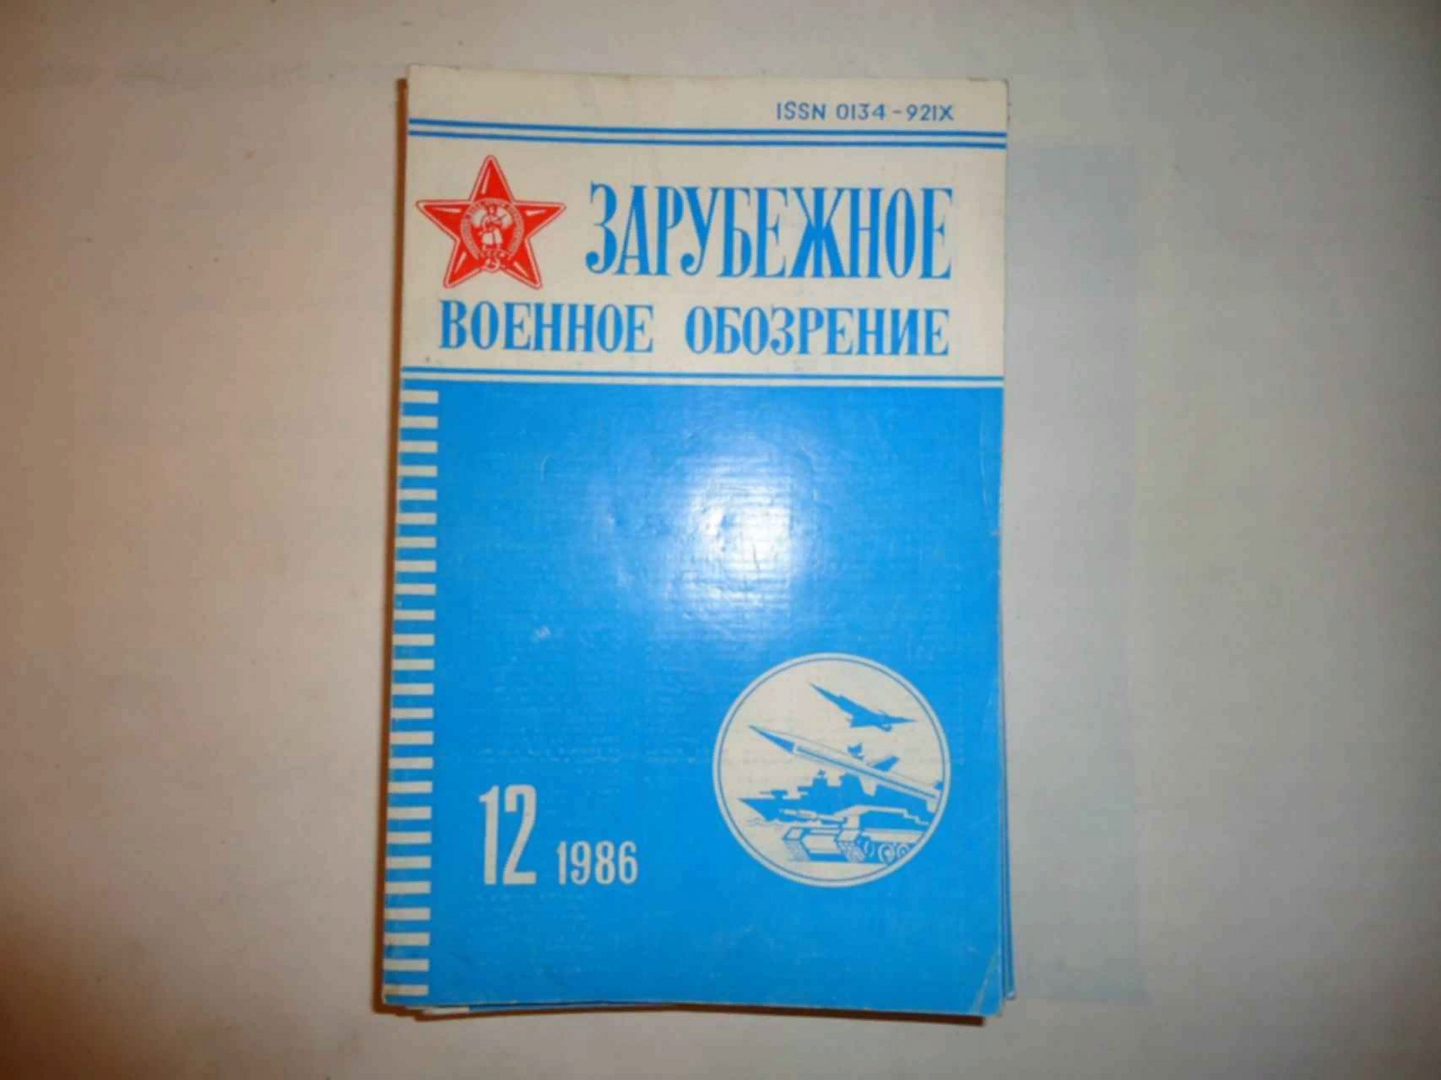 ISSN 0134-921X
ЗАРУБЕЖНОЕ
ВОЕННОЕ ОБОЗРЕНИЕ
12 1986